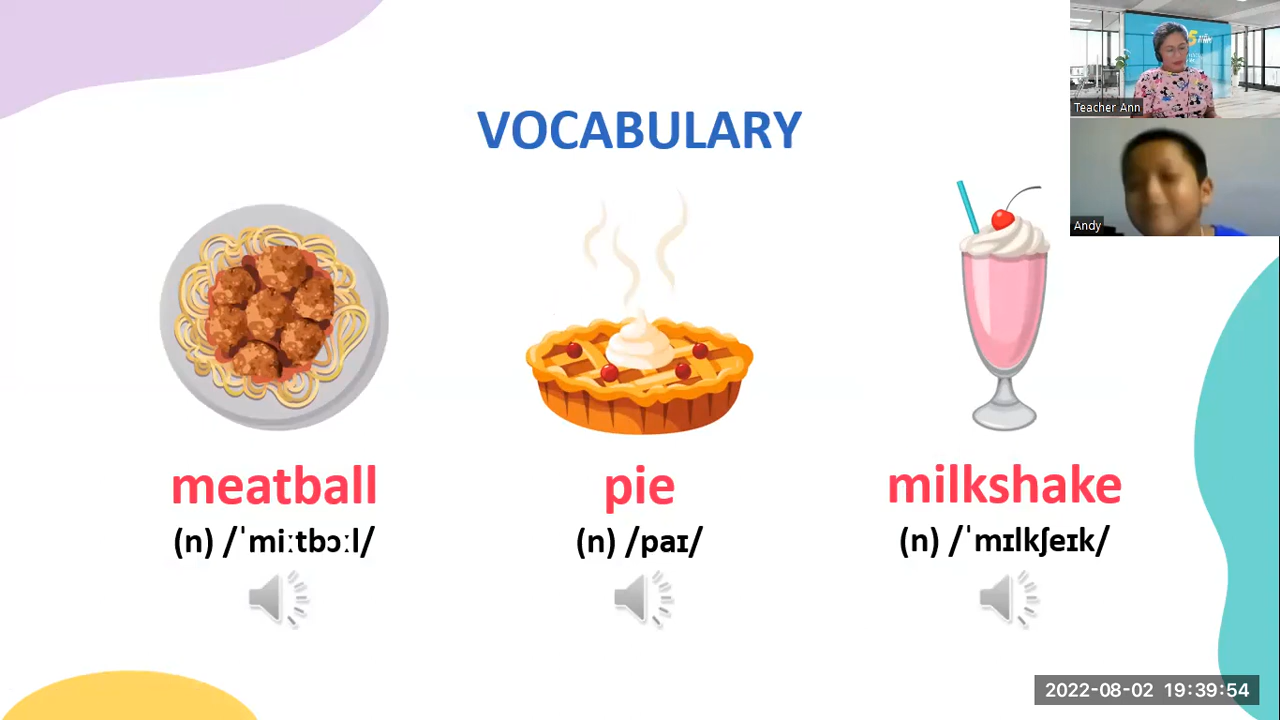 VOCABULARY
Teacher Ann
Andy
meatball
(n) /ˈmiːtbɔːl/
pie
(n) /paɪ/
milkshake
(n) /ˈmɪlkʃeɪk/
2022-08-02 19:39:54